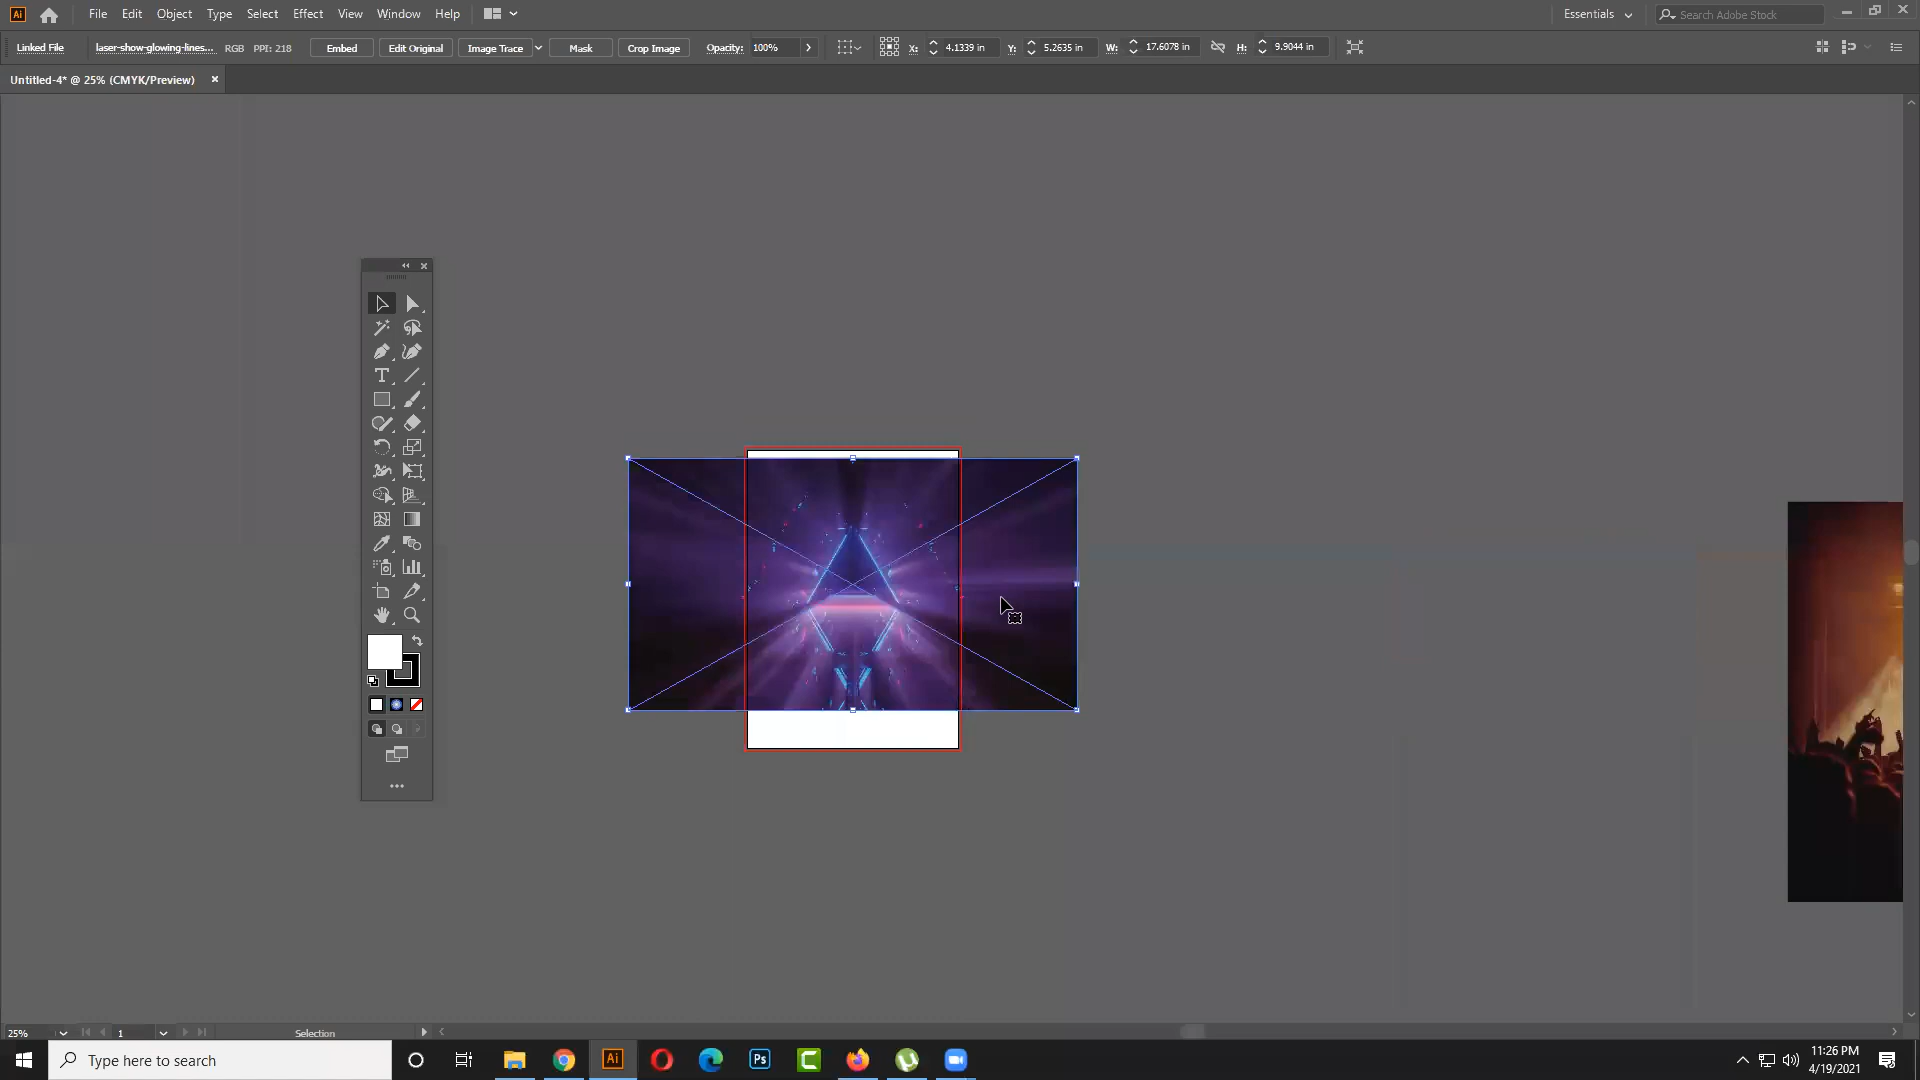 Ai File Edit Object Type Select Effect View Window Help Essentials Search Adobe Stock
Linked File laser-show-glowing-lines... RGB PPI: 218 Embed Edit Original Image Trace Mask Crop Image Opacity: 100% X: 4.1339 in Y: 5.2635 in W: 17.6078 in H: 9.9044 in
Untitled-4* @ 25% (CMYK/Preview) ×
T
25% 1 Selection
Type here to search Ai Ps C 11:26 PM
4/19/2021